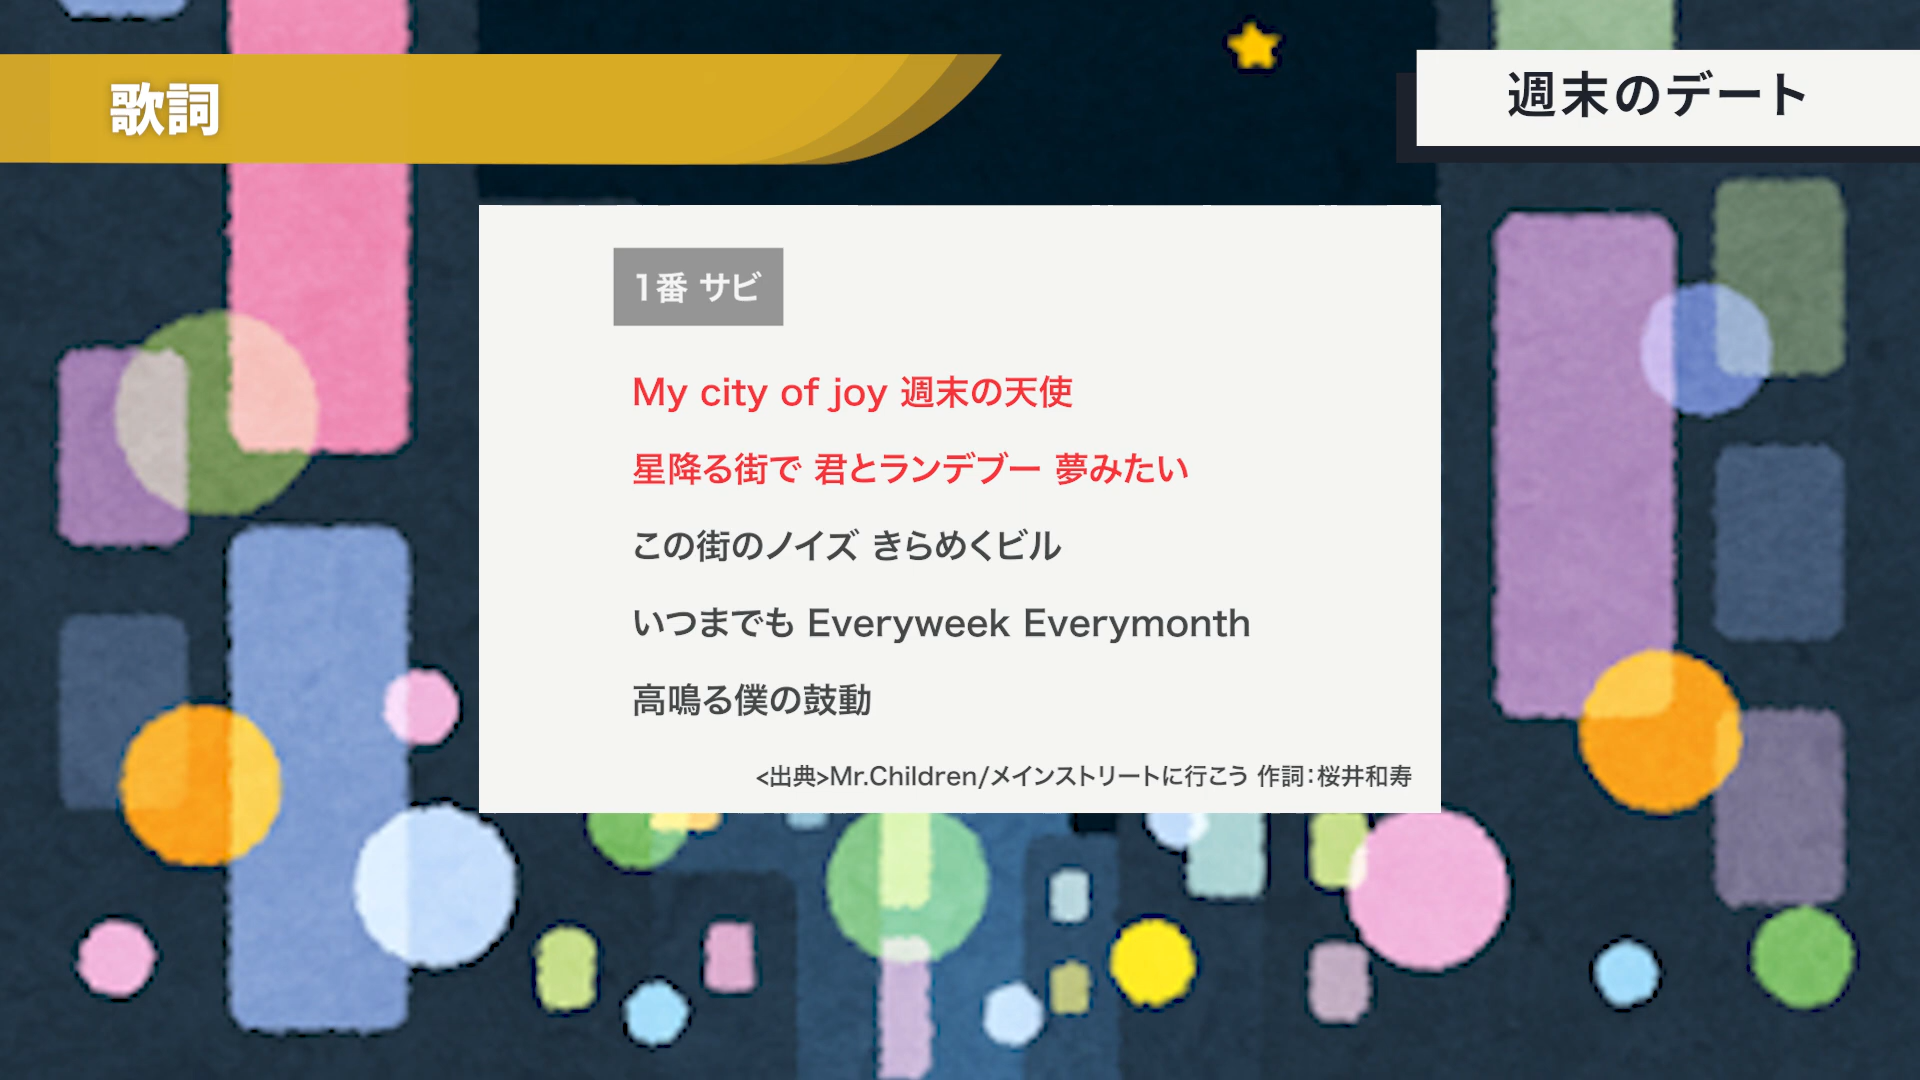 歌詞
週末のデート
1番 サビ
My city of joy 週末の天使
星降る街で 君とランデブー 夢みたい
この街のノイズ きらめくビル
いつまでも Everyweek Everymonth
高鳴る僕の鼓動
<出典>Mr.Children/メインストリートに行こう 作詞：桜井和寿